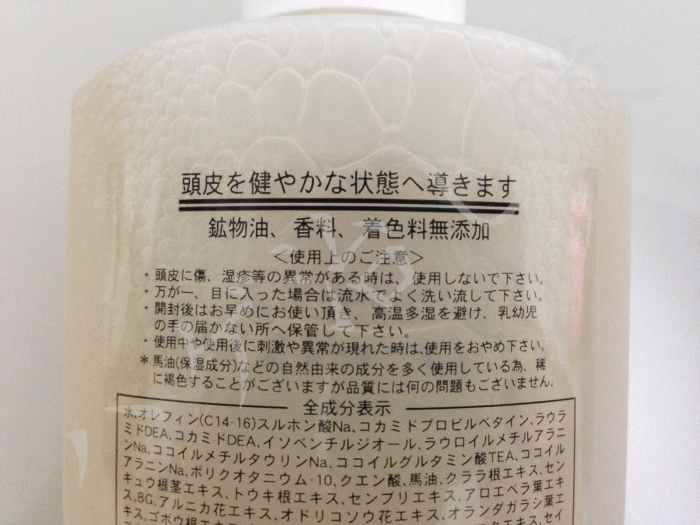 頭皮を健やかな状態へ導きます
鉱物油、香料、着色料無添加
＜使用上のご注意＞
・頭皮に傷、湿疹等の異常がある時は、使用しないで下さい。
・万が一、目に入った場合は流水でよく洗い流して下さい。
・開封後はお早めにお使い頂き、高温多湿を避け、乳幼児
の手の届かない所へ保管して下さい。
・使用中や使用後に刺激や異常が現れた時は、使用をおやめ下さい。
＊馬油(保湿成分)などの自然由来の成分を多く使用している為、稀
に褐色することがございますが品質には何の問題もございません。
全成分表示
水、オレフィン(C14-16)スルホン酸Na、コカミドプロピルベタイン、ラウラ
ミドDEA、コカミドDEA、イソペンチルジオール、ラウロイルメチルアラニ
ンNa、ココイルメチルタウリンNa、ココイルグルタミン酸TEA、ココイル
アラニンNa、ポリクオタニウム-10、クエン酸、馬油、クララ根エキス、セン
キュウ根茎エキス、トウキ根エキス、センブリエキス、アロエベラ葉エキ
ス、BG、アルニカ花エキス、オドリコソウ花エキス、オランダガラシ葉エ
キス、ゴボウ根エキス、